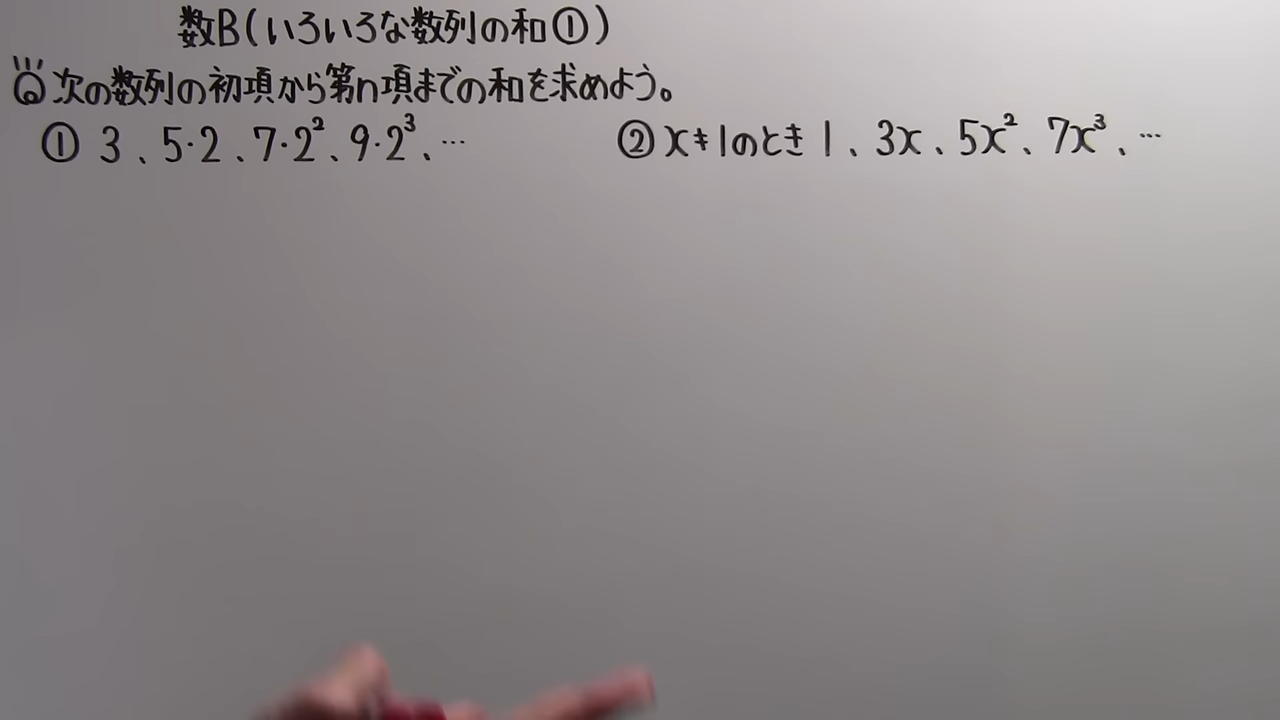 数B(いろいろな数列の和①)
Q 次の数列の初項から第n項までの和を求めよう。
① 3、5・2、7・2²、9・2³、… ② x≠1のとき 1、3x、5x²、7x³、…